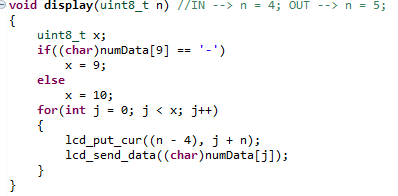 void display(uint8_t n) //IN --> n = 4; OUT --> n = 5;
{
    uint8_t x;
    if((char)numData[9] == '-')
        x = 9;
    else
        x = 10;
    for(int j = 0; j < x; j++)
    {
        lcd_put_cur((n - 4), j + n);
        lcd_send_data((char)numData[j]);
    }
}